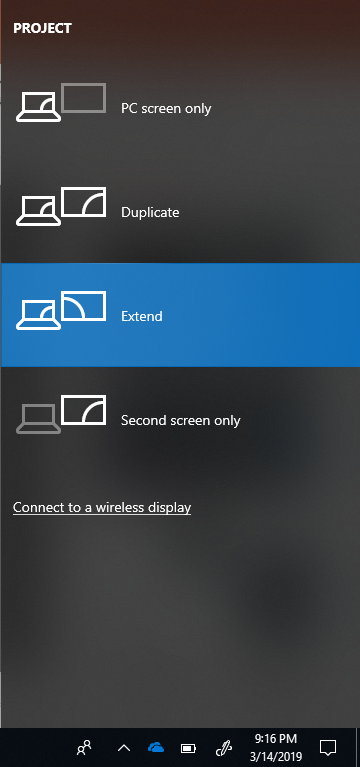 PROJECT
PC screen only
Duplicate
Extend
Second screen only
Connect to a wireless display
9:16 PM
3/14/2019